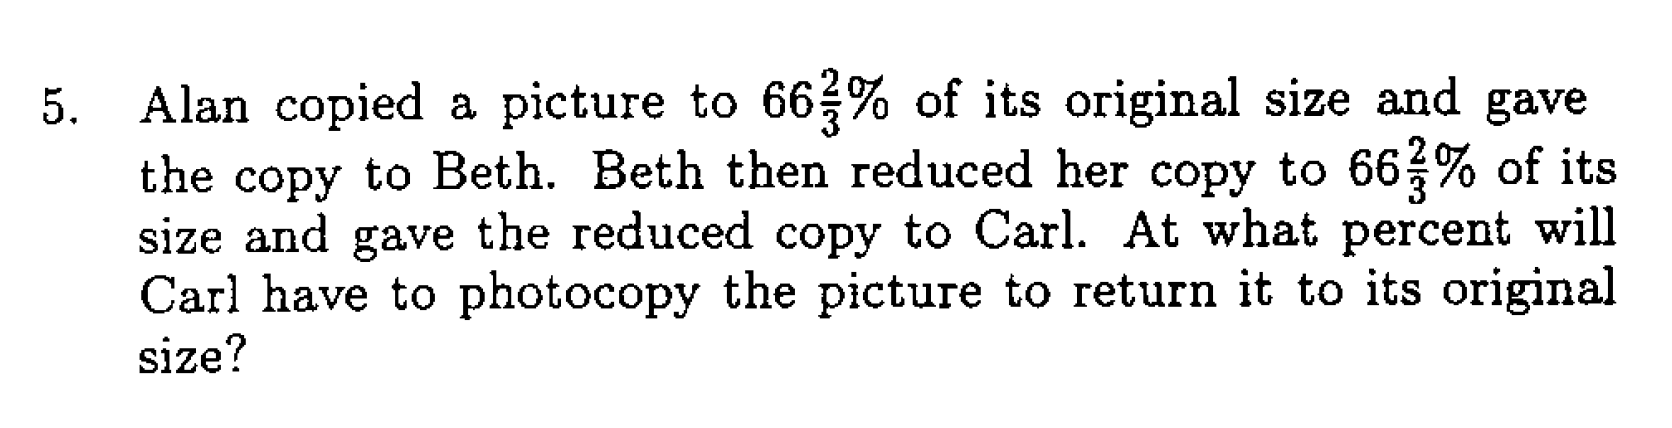 5. Alan copied a picture to 66⅔% of its original size and gave
the copy to Beth. Beth then reduced her copy to 66⅔% of its
size and gave the reduced copy to Carl. At what percent will
Carl have to photocopy the picture to return it to its original
size?